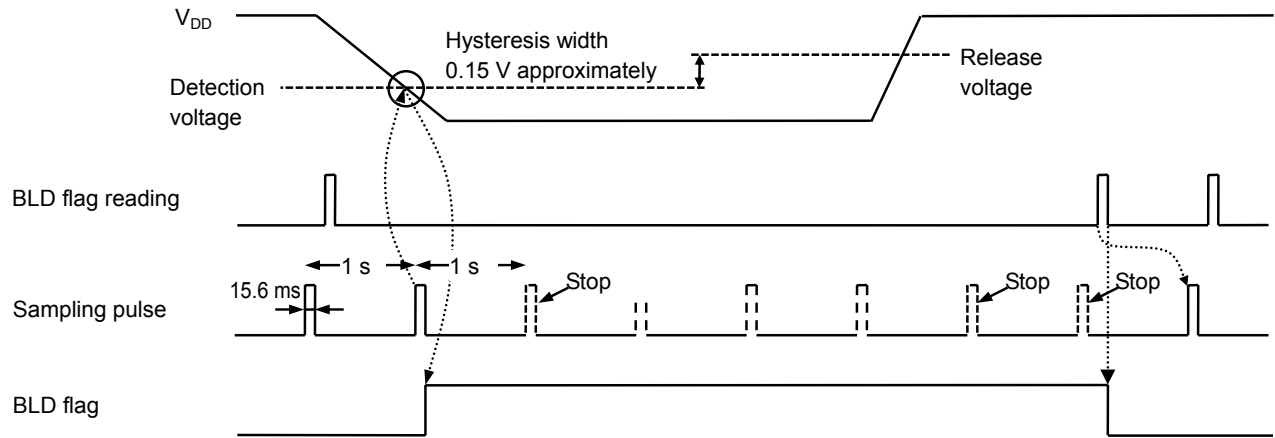 VDD
Hysteresis width
0.15 V approximately
Release
voltage
Detection
voltage
BLD flag reading
1 s
1 s
15.6 ms
Stop
Stop
Stop
Sampling pulse
BLD flag